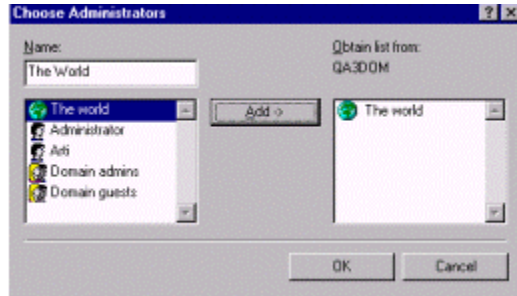 Choose Administrators
Name:
The World
Obtain list from:
QA3DOM
The world
Administrator
Arti
Domain admins
Domain guests
Add ->
The world
OK
Cancel